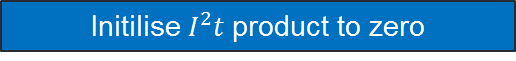 Initilise I²t product to zero